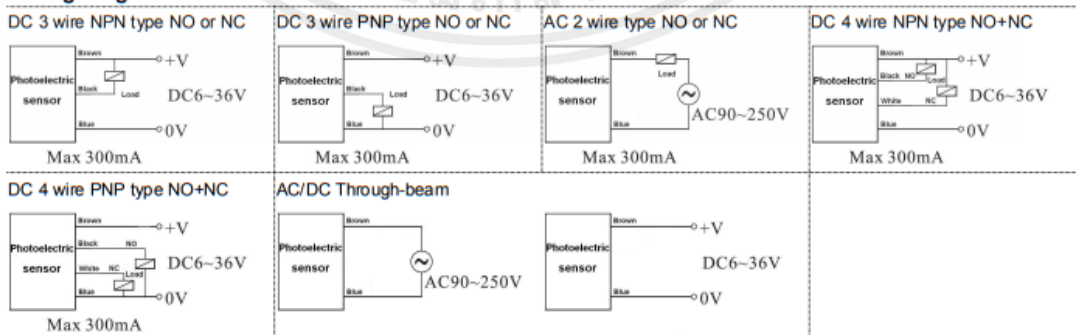 DC 3 wire NPN type NO or NC
Brown
+V
Photoelectric
sensor
Black
Load
DC6~36V
Blue
0V
Max 300mA
DC 3 wire PNP type NO or NC
Brown
+V
Photoelectric
sensor
Black
Load
DC6~36V
Blue
0V
Max 300mA
AC 2 wire type NO or NC
Brown
Load
Photoelectric
sensor
AC90~250V
Blue
Max 300mA
DC 4 wire NPN type NO+NC
Brown
+V
Photoelectric
sensor
Black NO
Load
White NC
DC6~36V
Blue
0V
Max 300mA
DC 4 wire PNP type NO+NC
Brown
+V
Photoelectric
sensor
Black NO
White NC
Load
DC6~36V
Blue
0V
Max 300mA
AC/DC Through-beam
Brown
Photoelectric
sensor
AC90~250V
Blue
Brown
+V
Photoelectric
sensor
DC6~36V
Blue
0V